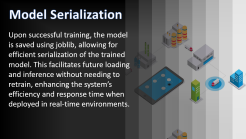 Model Serialization
Upon successful training, the model
is saved using joblib, allowing for
efficient serialization of the trained
model. This facilitates future loading
and inference without needing to
retrain, enhancing the system's
efficiency and response time when
deployed in real-time environments.